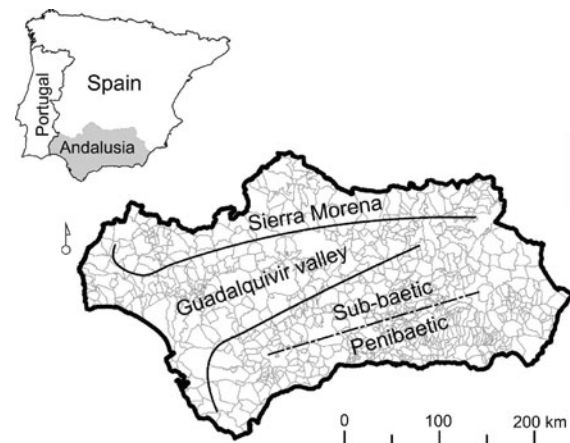 Spain
Portugal
Andalusia
Sierra Morena
Guadalquivir valley
Sub-baetic
Penibaetic
0 100 200 km